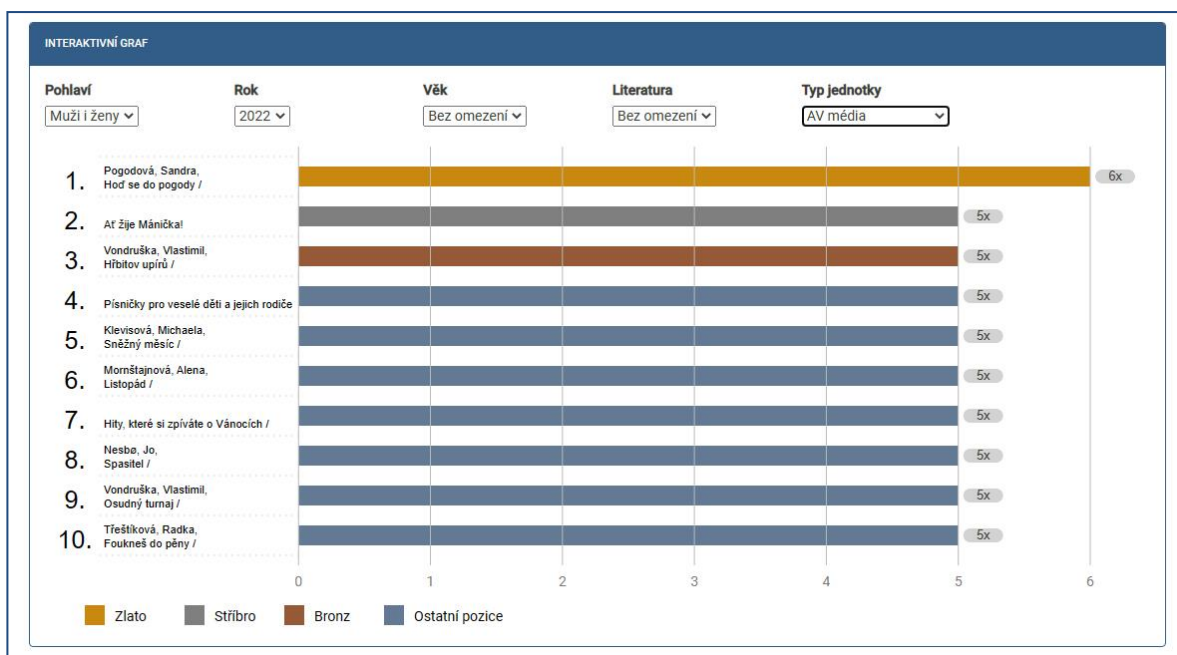 INTERAKTIVNÍ GRAF
Pohlaví Rok Věk Literatura Typ jednotky
Muži i ženy 2022 Bez omezení Bez omezení AV média
1. Pogodová, Sandra,
Hoď se do pogody / 6x
2. Ať žije Mánička! 5x
3. Vondruška, Vlastimil,
Hřbitov upírů / 5x
4. Písničky pro veselé děti a jejich rodiče 5x
5. Klevisová, Michaela,
Sněžný měsíc / 5x
6. Mornštajnová, Alena,
Listopád / 5x
7. Hity, které si zpíváte o Vánocích / 5x
8. Nesbø, Jo,
Spasitel / 5x
9. Vondruška, Vlastimil,
Osudný turnaj / 5x
10. Třeštíková, Radka,
Foukneš do pěny / 5x
0 1 2 3 4 5 6
Zlato Stříbro Bronz Ostatní pozice